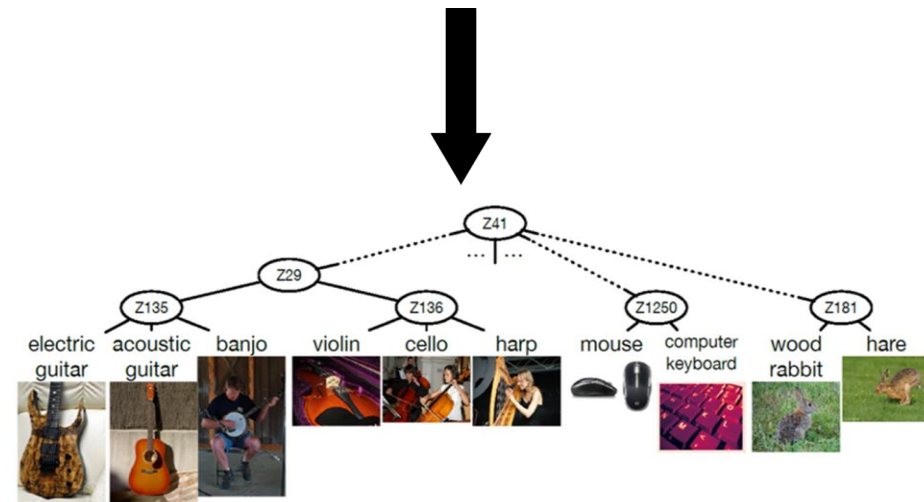 Z41
... ...
Z29
Z135
Z136
Z1250
Z181
electric guitar
acoustic guitar
banjo
violin
cello
harp
mouse
computer keyboard
wood rabbit
hare